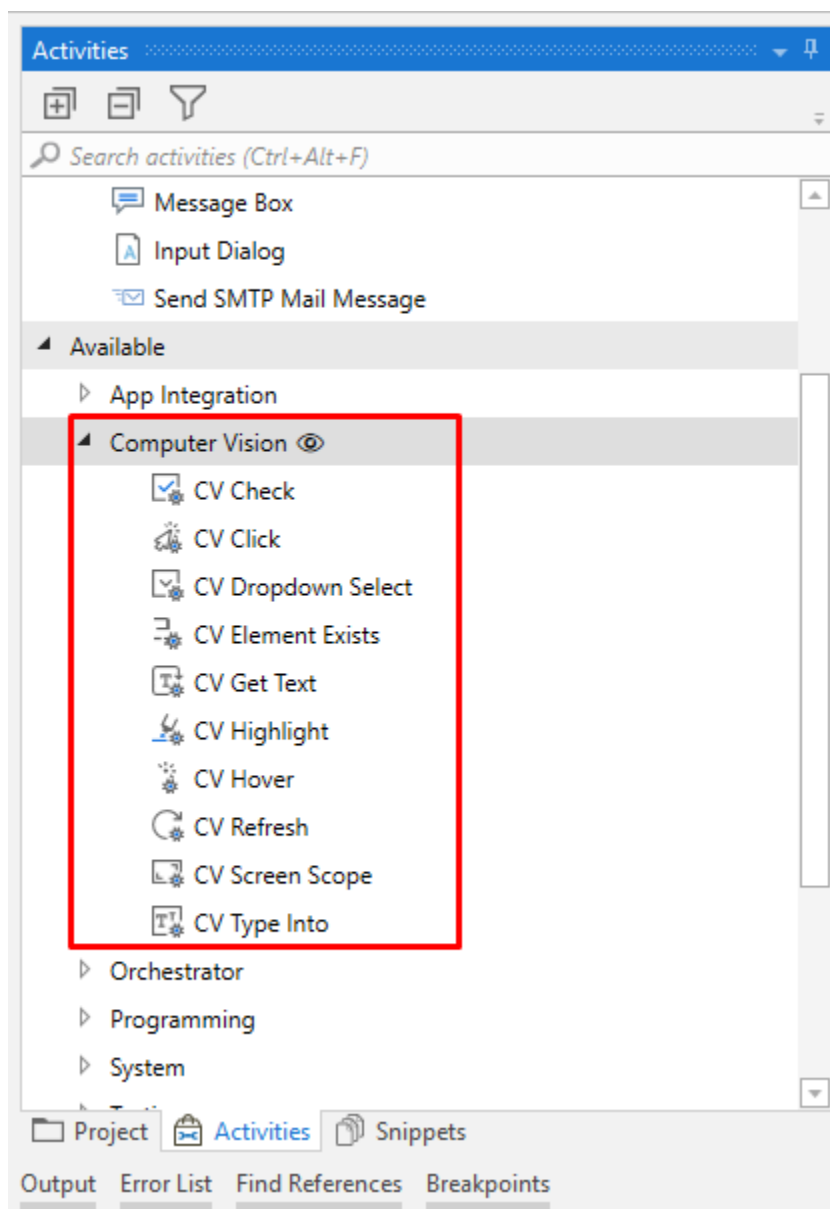 Activities
Search activities (Ctrl+Alt+F)
Message Box
Input Dialog
Send SMTP Mail Message
Available
App Integration
Computer Vision
CV Check
CV Click
CV Dropdown Select
CV Element Exists
CV Get Text
CV Highlight
CV Hover
CV Refresh
CV Screen Scope
CV Type Into
Orchestrator
Programming
System
Project Activities Snippets
Output Error List Find References Breakpoints